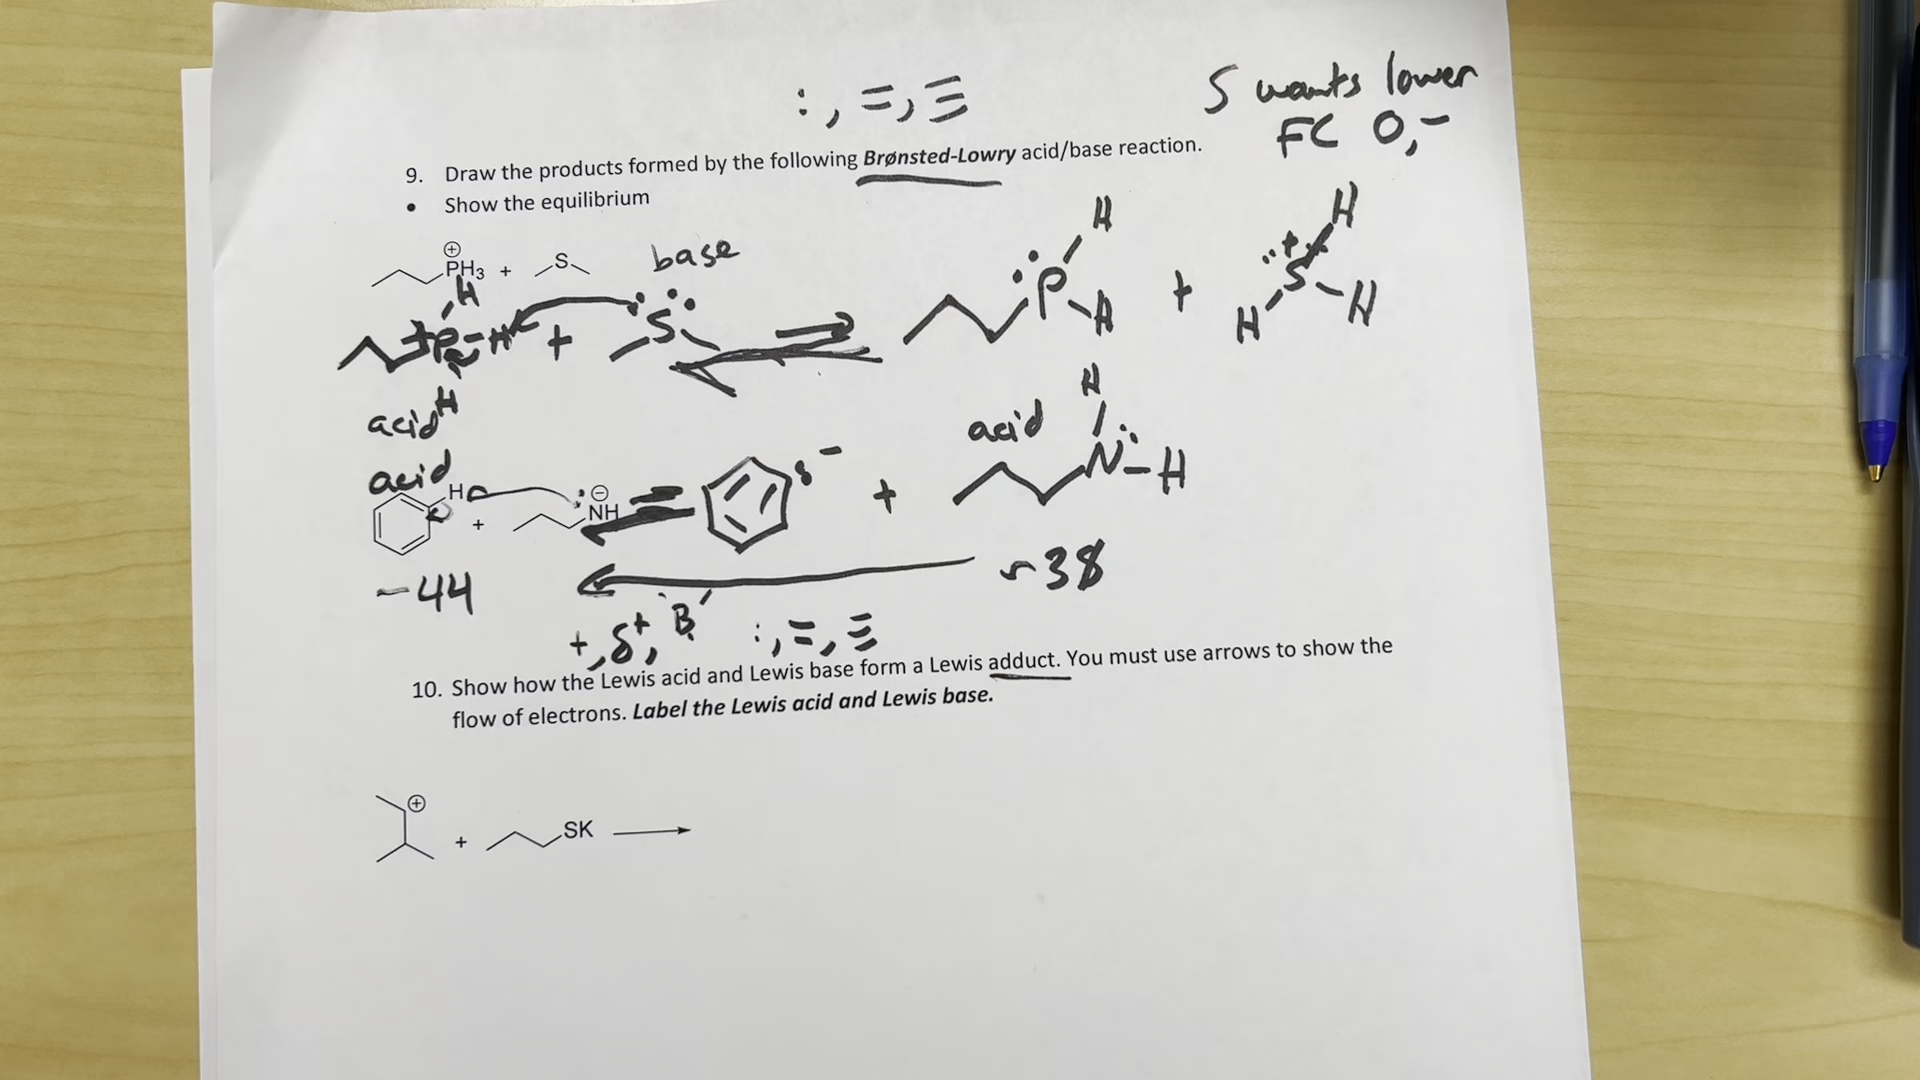 : , = , ≡
S wants lower
FC 0, -
9. Draw the products formed by the following Brønsted-Lowry acid/base reaction.
• Show the equilibrium
⊕
PH3 + S
base
H
P-H + S
H
acid
H
P
H
+
H
S +
H H
acid
H
+
⊖
NH
-
+
acid
H
N-H
~44
~38
+, δ+, B
: , = , ≡
10. Show how the Lewis acid and Lewis base form a Lewis adduct. You must use arrows to show the
flow of electrons. Label the Lewis acid and Lewis base.
⊕
+ SK